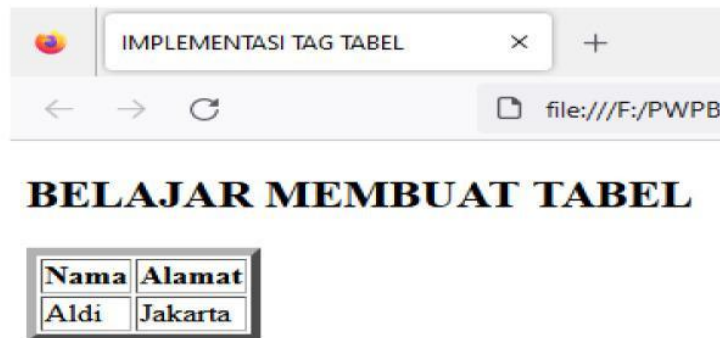 IMPLEMENTASI TAG TABEL
file:///F:/PWPB
BELAJAR MEMBUAT TABEL
Nama Alamat
Aldi Jakarta